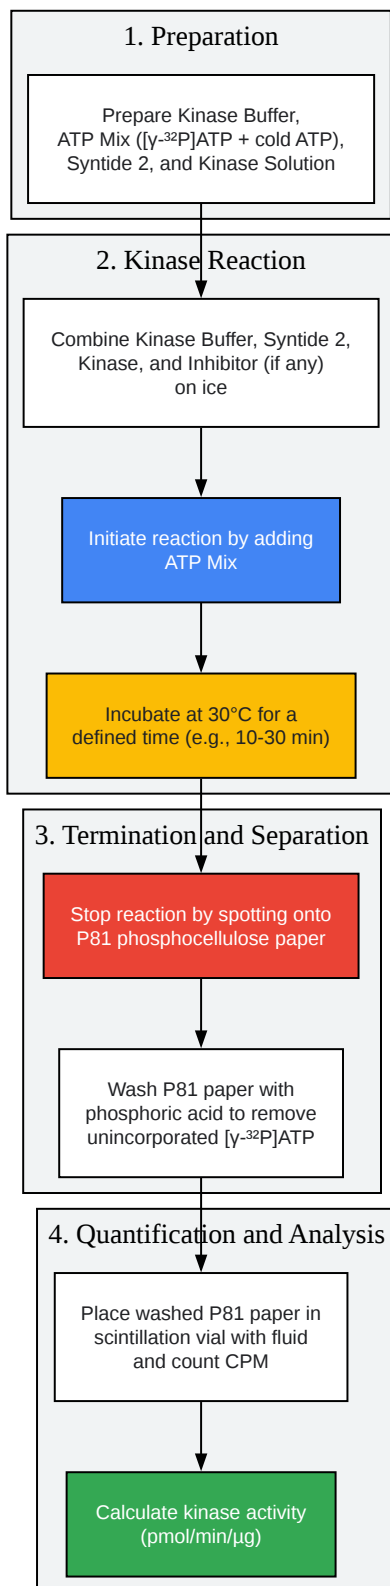 1. Preparation
Prepare Kinase Buffer,
ATP Mix ([γ-³²P]ATP + cold ATP),
Syntide 2, and Kinase Solution
2. Kinase Reaction
Combine Kinase Buffer, Syntide 2,
Kinase, and Inhibitor (if any)
on ice
Initiate reaction by adding
ATP Mix
Incubate at 30°C for a
defined time (e.g., 10-30 min)
3. Termination and Separation
Stop reaction by spotting onto
P81 phosphocellulose paper
Wash P81 paper with
phosphoric acid to remove
unincorporated [γ-³²P]ATP
4. Quantification and Analysis
Place washed P81 paper in
scintillation vial with fluid
and count CPM
Calculate kinase activity
(pmol/min/µg)